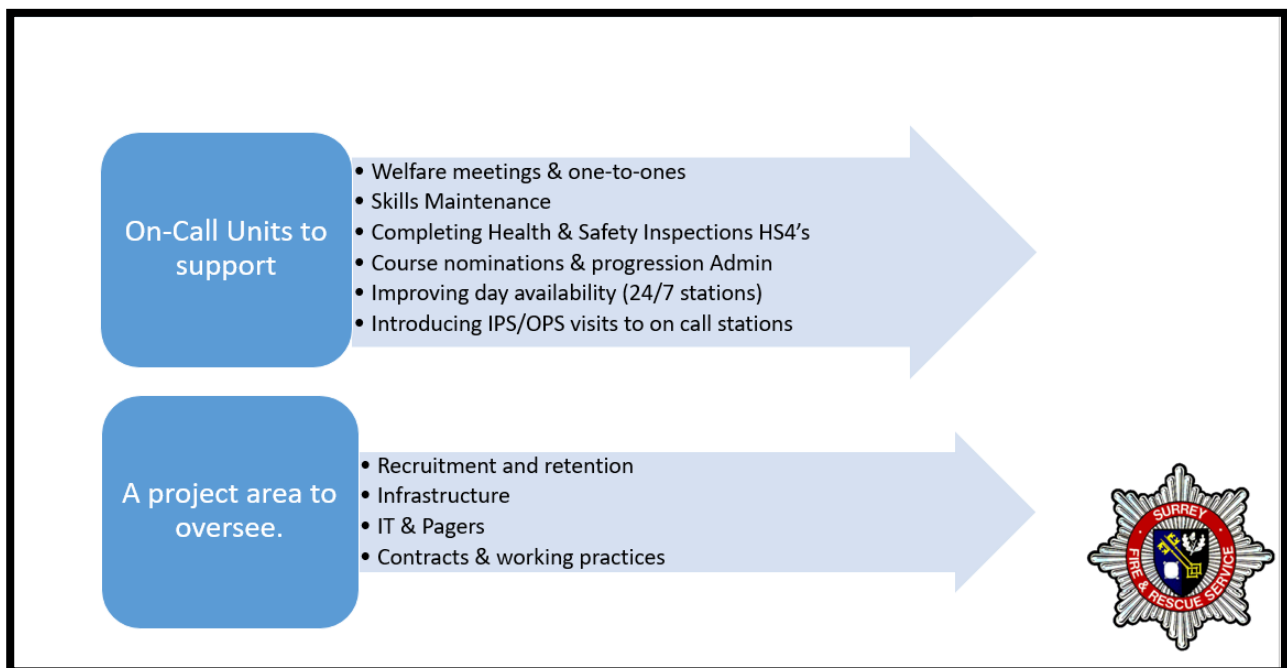 On-Call Units to
support
• Welfare meetings & one-to-ones
• Skills Maintenance
• Completing Health & Safety Inspections HS4’s
• Course nominations & progression Admin
• Improving day availability (24/7 stations)
• Introducing IPS/OPS visits to on call stations
A project area to
oversee.
• Recruitment and retention
• Infrastructure
• IT & Pagers
• Contracts & working practices
SURREY
FIRE & RESCUE SERVICE